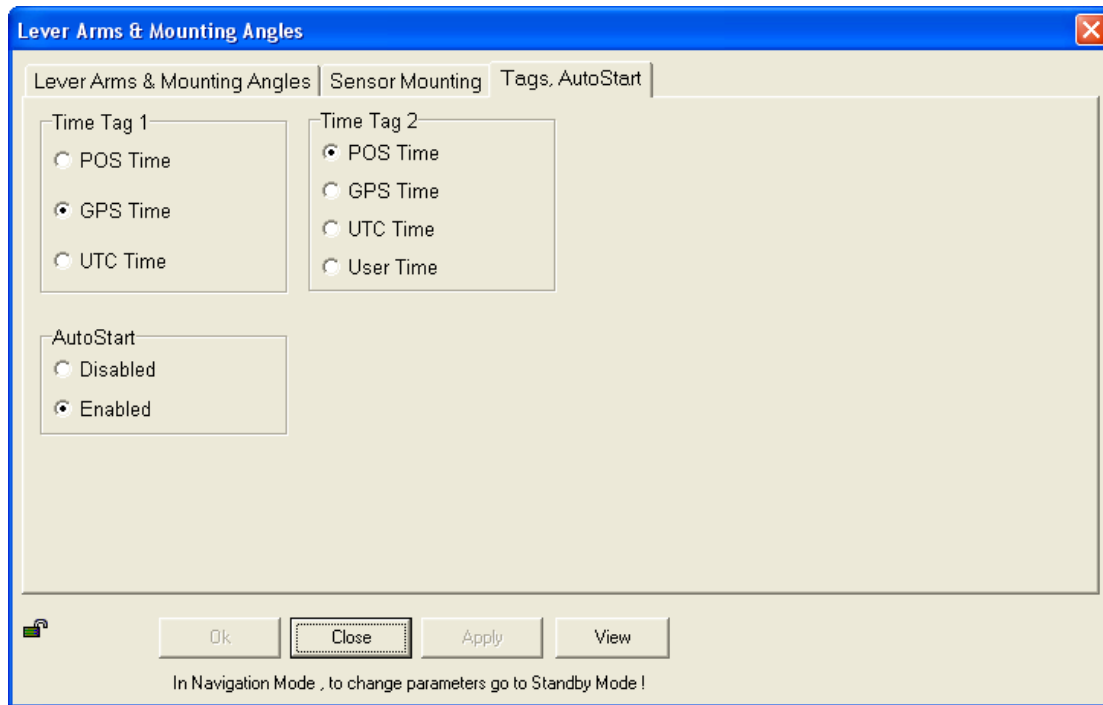 Lever Arms & Mounting Angles
Lever Arms & Mounting Angles Sensor Mounting Tags, AutoStart
Time Tag 1
POS Time
GPS Time
UTC Time
Time Tag 2
POS Time
GPS Time
UTC Time
User Time
AutoStart
Disabled
Enabled
Ok Close Apply View
In Navigation Mode , to change parameters go to Standby Mode !